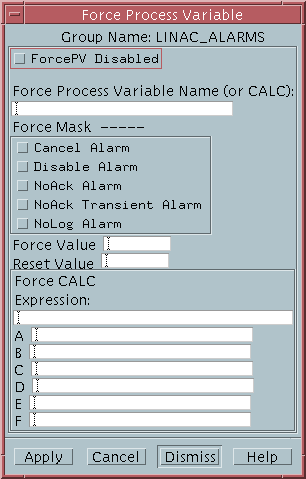 Force Process Variable
Group Name: LINAC_ALARMS
ForcePV Disabled
Force Process Variable Name (or CALC):
Force Mask -----
Cancel Alarm
Disable Alarm
NoAck Alarm
NoAck Transient Alarm
NoLog Alarm
Force Value
Reset Value
Force CALC
Expression:
A
B
C
D
E
F
Apply Cancel Dismiss Help